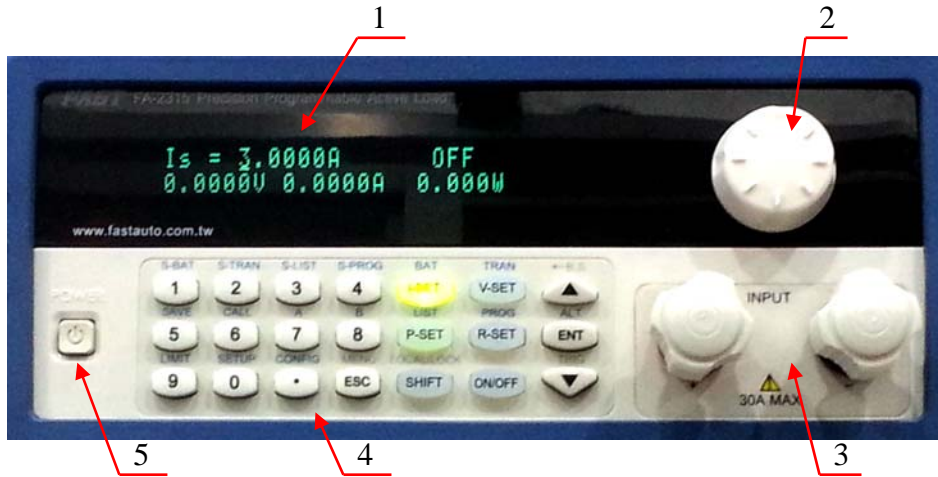 1
2
FAST FA-2315 Precision Programmable Active Load
Is = 3.0000A OFF
0.0000V 0.0000A 0.000W
www.fastauto.com.tw
S-BAT S-TRAN S-LIST S-PROG BAT TRAN
1 2 3 4 I-SET V-SET
POWER
INPUT
SAVE CALL A B LIST PROG ALT
5 6 7 8 P-SET R-SET ENT
LIMIT SETUP CONFIG MENU LOCAL/LOCK
9 0 • ESC SHIFT ON/OFF
30A MAX
5
4
3